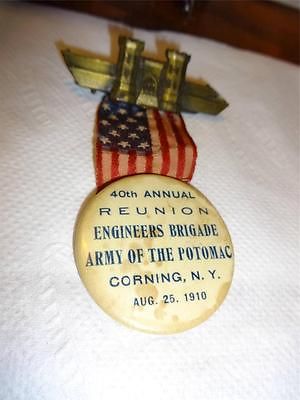 40th ANNUAL
REUNION
ENGINEERS BRIGADE
ARMY OF THE POTOMAC
CORNING, N.Y.
AUG. 25, 1910